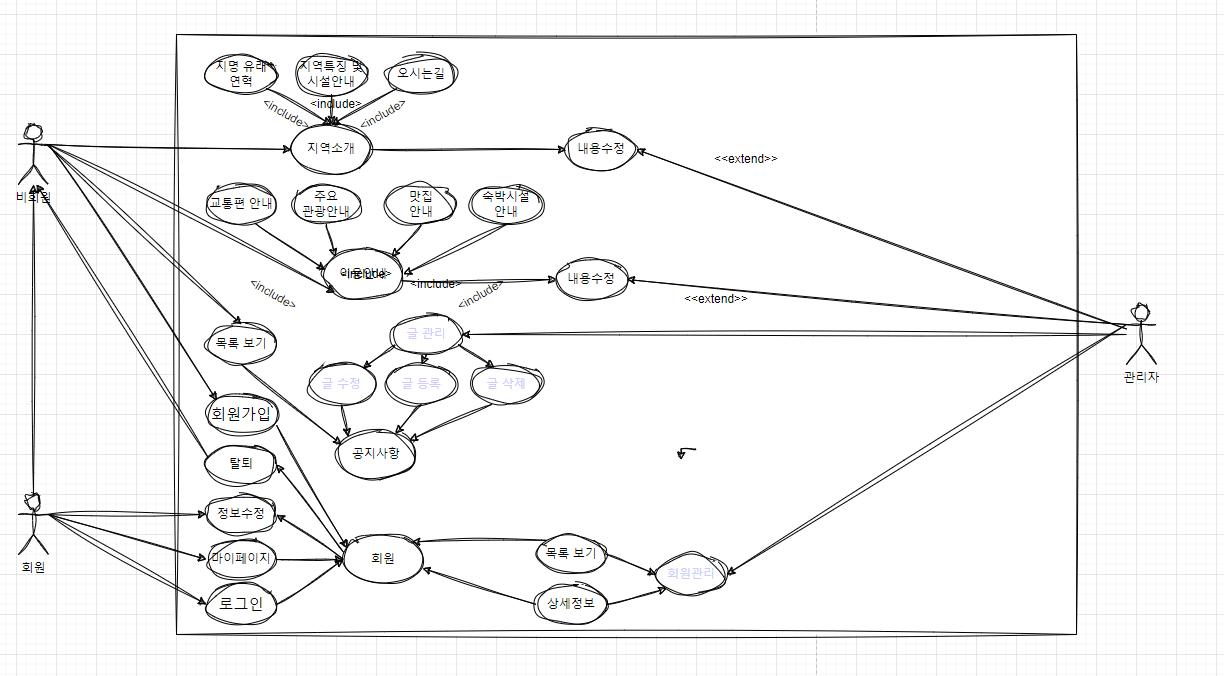 지명 유래
연혁
지역특징 및
시설안내
오시는길
<include>
<include>
<include>
지역소개
내용수정
<<extend>>
비회원
교통편 안내
주요
관광안내
맛집
안내
숙박시설
안내
이용안내
<include>
내용수정
<include>
<include>
<include>
<<extend>>
글 관리
목록 보기
관리자
글 수정
글 등록
글 삭제
회원가입
공지사항
탈퇴
정보수정
회원
마이페이지
회원
목록 보기
회원관리
로그인
상세정보